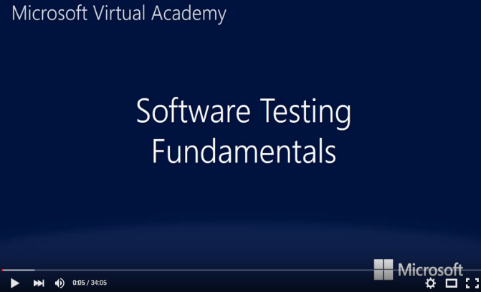 Microsoft Virtual Academy
Software Testing
Fundamentals
Microsoft
0:05 / 34:05